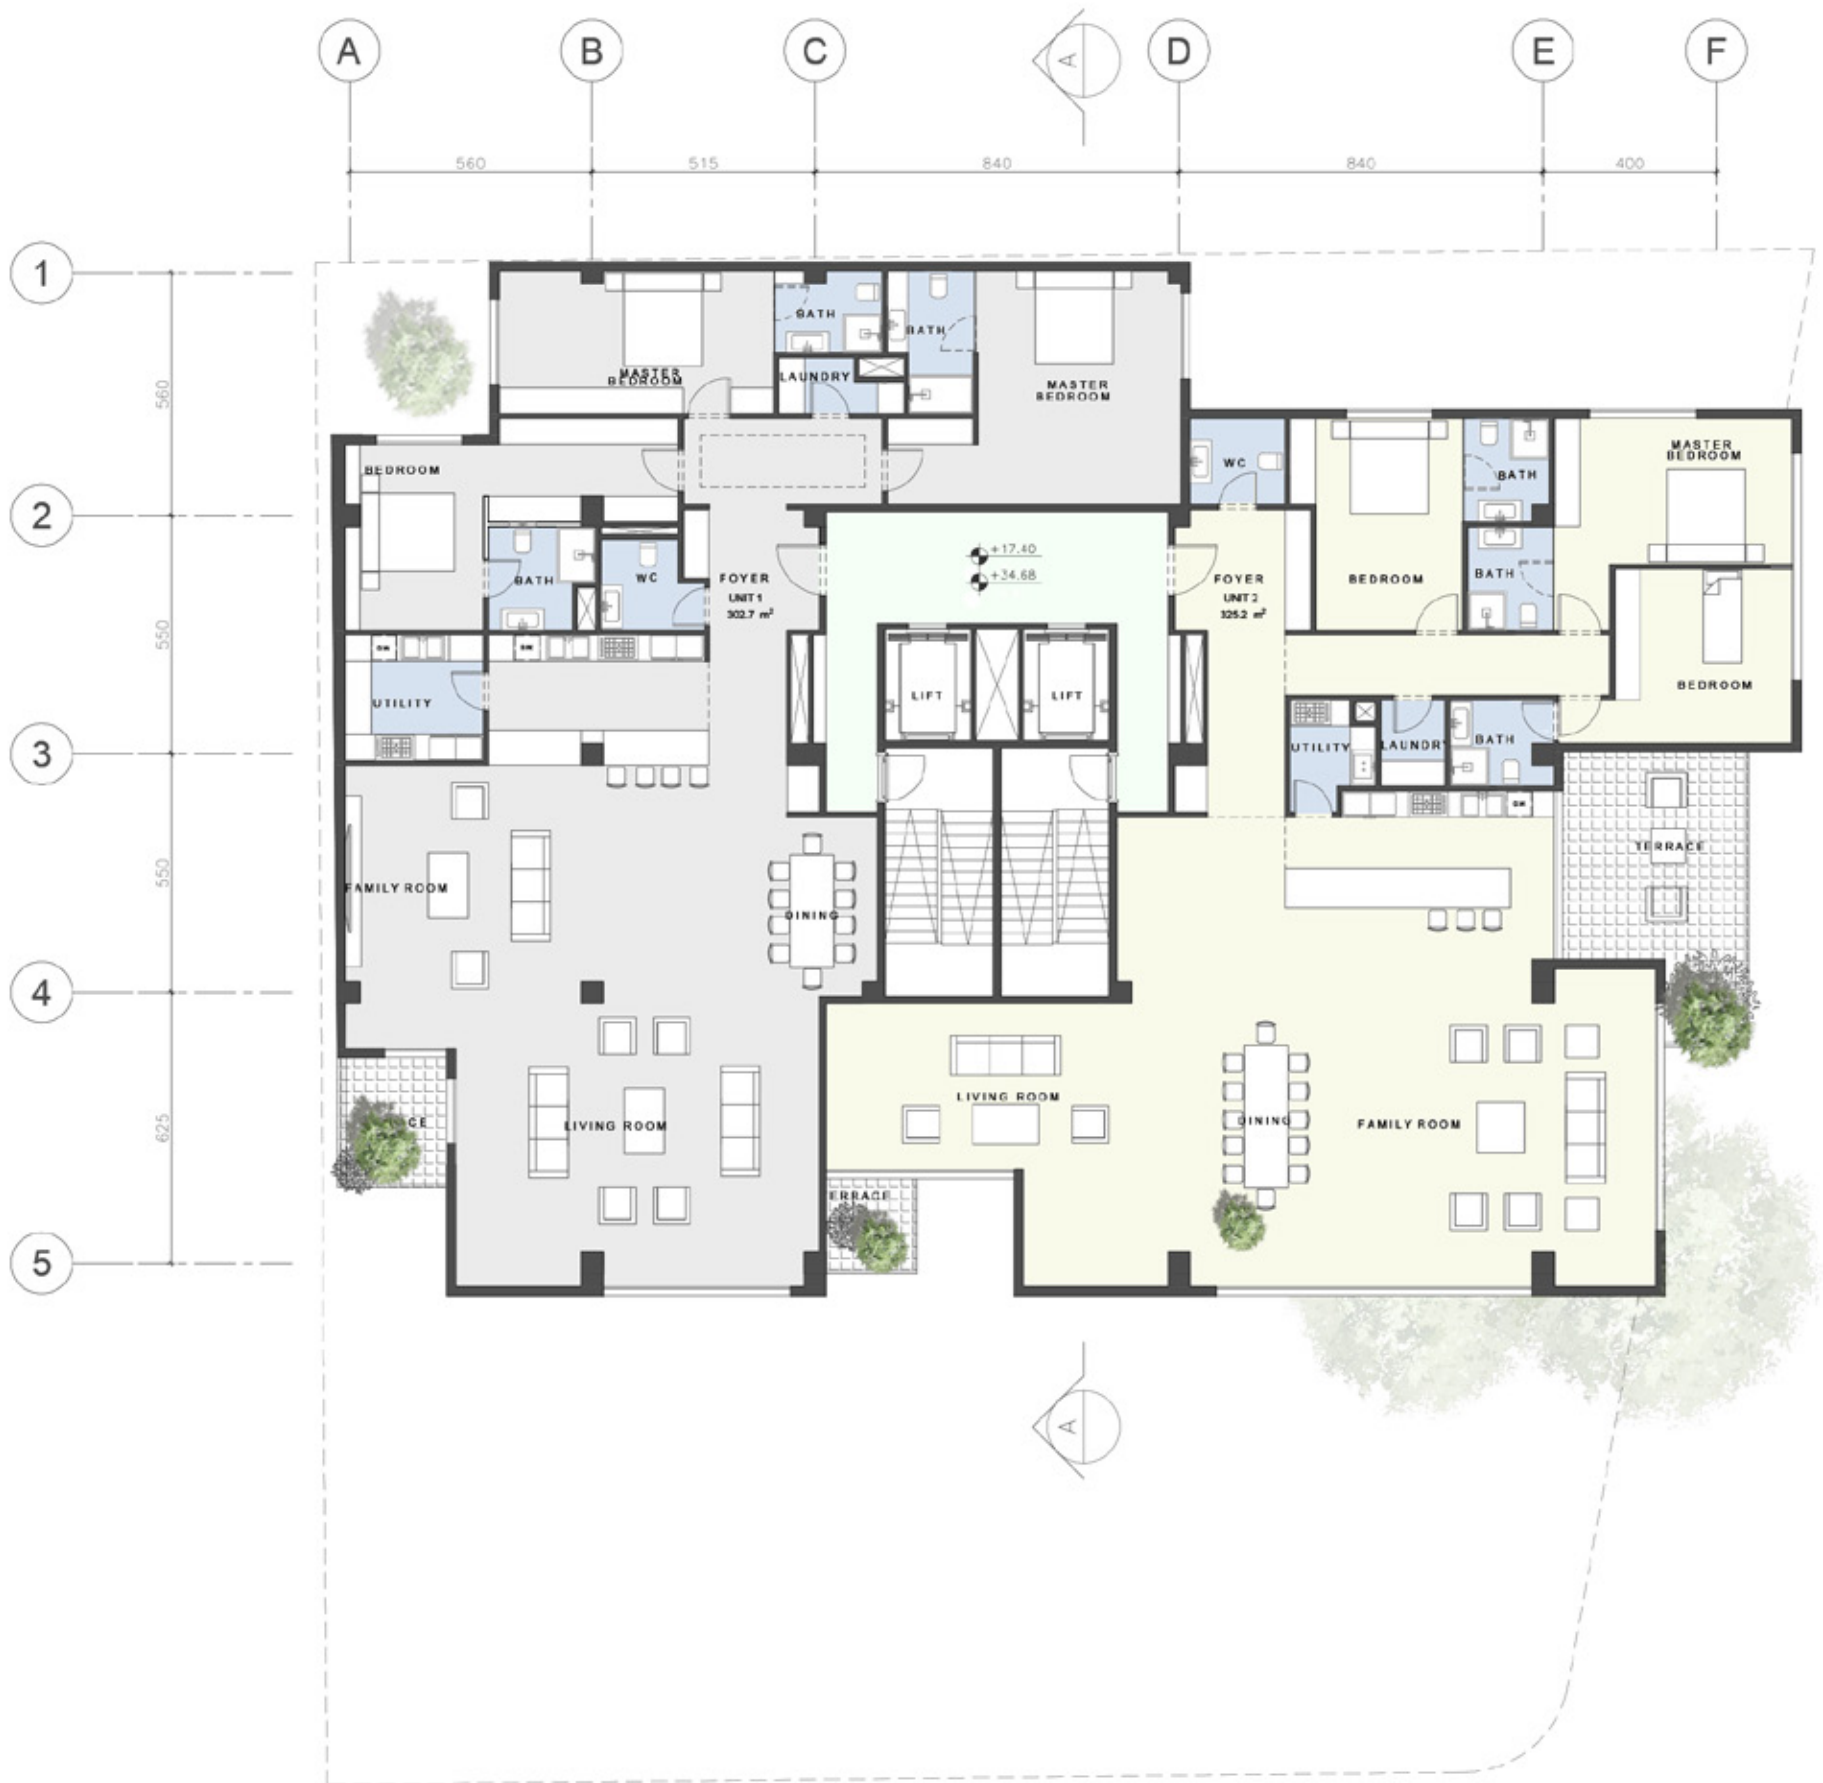 A B C A D E F
560 515 840 840 400
1
2
3
4
5
560
550
550
625
BATH
BATH
MASTER
BEDROOM
LAUNDRY
MASTER
BEDROOM
BEDROOM
WC
BATH
MASTER
BEDROOM
+17.40
+34.68
BATH
WC
FOYER
UNIT 1
302.7 m²
FOYER
UNIT 2
325.2 m²
BEDROOM
BATH
BEDROOM
UTILITY
LIFT
LIFT
UTILITY
LAUNDRY
BATH
TERRACE
FAMILY ROOM
DINING
LIVING ROOM
CE
LIVING ROOM
DINING
FAMILY ROOM
ERRACE
A